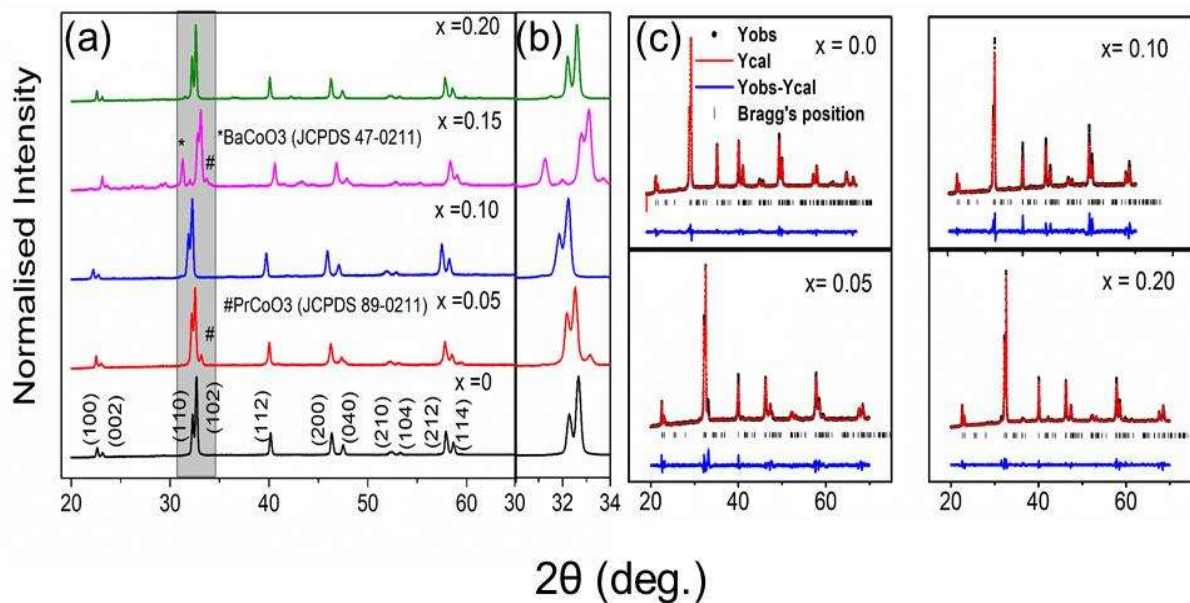 (a)
x =0.20
x =0.15
*
*BaCoO3 (JCPDS 47-0211)
#
x =0.10
#PrCoO3 (JCPDS 89-0211)
x =0.05
#
x =0
(100)
(002)
(110)
(102)
(112)
(200)
(040)
(210)
(104)
(212)
(114)
20 30 40 50 60
Normalised Intensity
(b)
30 32 34
(c)
Yobs
Ycal
Yobs-Ycal
Bragg's position
x = 0.0
x= 0.10
x= 0.05
x= 0.20
20 40 60
20 40 60
2θ (deg.)